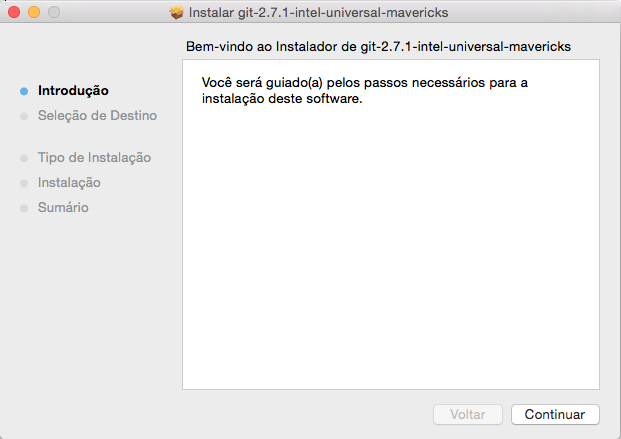 Instalar git-2.7.1-intel-universal-mavericks
Bem-vindo ao Instalador de git-2.7.1-intel-universal-mavericks
Introdução
Seleção de Destino
Tipo de Instalação
Instalação
Sumário
Você será guiado(a) pelos passos necessários para a
instalação deste software.
Voltar
Continuar